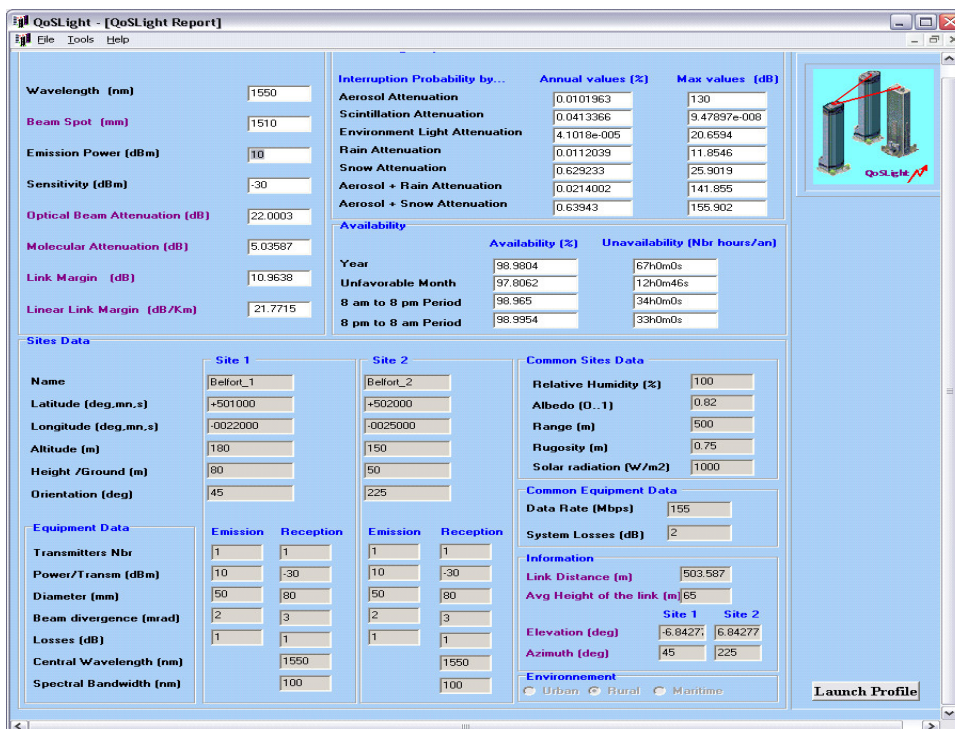 QoSLight - [QoSLight Report]
File Tools Help
Wavelength (nm) 1550
Beam Spot (mm) 1510
Emission Power (dBm) 10
Sensitivity (dBm) -30
Optical Beam Attenuation (dB) 22.0003
Molecular Attenuation (dB) 5.03587
Link Margin (dB) 10.9638
Linear Link Margin (dB/Km) 21.7715
Interruption Probability by... Annual values (%) Max values (dB)
Aerosol Attenuation 0.0101963 130
Scintillation Attenuation 0.0413366 9.47897e-008
Environment Light Attenuation 4.1018e-005 20.6594
Rain Attenuation 0.0112039 11.8546
Snow Attenuation 0.629233 25.9019
Aerosol + Rain Attenuation 0.0214002 141.855
Aerosol + Snow Attenuation 0.63943 155.902
Availability
Availability (%) Unavailability (Nbr hours/an)
Year 98.9804 67h0m0s
Unfavorable Month 97.8062 12h0m46s
8 am to 8 pm Period 98.965 34h0m0s
8 pm to 8 am Period 98.9954 33h0m0s
QoSLight
Sites Data
Site 1 Site 2
Name Belfort_1 Belfort_2
Latitude (deg,mn,s) +501000 +502000
Longitude (deg,mn,s) -0022000 -0025000
Altitude (m) 180 150
Height /Ground (m) 80 50
Orientation (deg) 45 225
Common Sites Data
Relative Humidity (%) 100
Albedo (0..1) 0.82
Range (m) 500
Rugosity (m) 0.75
Solar radiation (W/m2) 1000
Equipment Data
Emission Reception Emission Reception
Transmitters Nbr 1 1 1 1
Power/Transm (dBm) 10 -30 10 -30
Diameter (mm) 50 80 50 80
Beam divergence (mrad) 2 3 2 3
Losses (dB) 1 1 1 1
Central Wavelength (nm) 1550 1550
Spectral Bandwidth (nm) 100 100
Common Equipment Data
Data Rate (Mbps) 155
System Losses (dB) 2
Information
Link Distance (m) 503.587
Avg Height of the link (m) 65
Site 1 Site 2
Elevation (deg) -6.8427 6.84277
Azimuth (deg) 45 225
Environnement
Urban Rural Maritime
Launch Profile